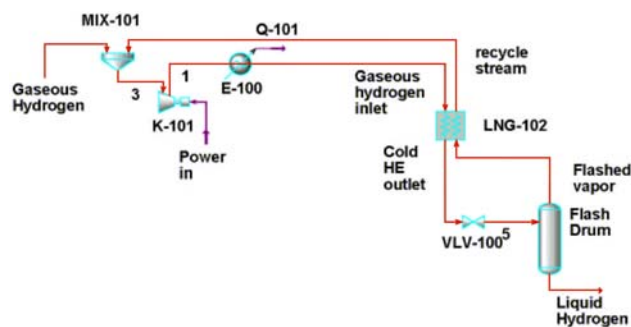 MIX-101
Q-101
recycle
stream
Gaseous
Hydrogen
3
1
K-101
E-100
Gaseous
hydrogen
inlet
LNG-102
Power
in
Cold
HE
outlet
Flashed
vapor
VLV-100
5
Flash
Drum
Liquid
Hydrogen